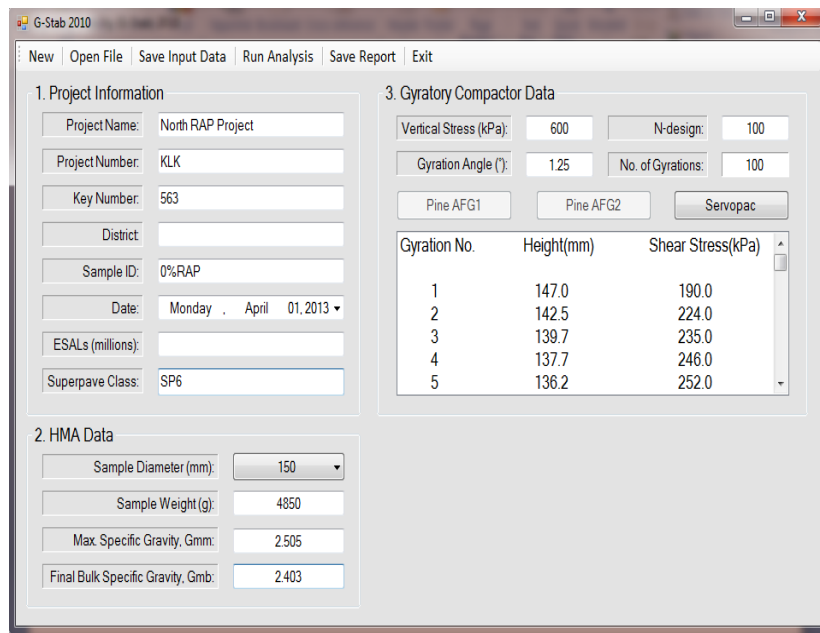 G-Stab 2010
New Open File Save Input Data Run Analysis Save Report Exit
1. Project Information
Project Name: North RAP Project
Project Number: KLK
Key Number: 563
District
Sample ID: 0%RAP
Date: Monday , April 01, 2013
ESALs (millions):
Superpave Class: SP6
2. HMA Data
Sample Diameter (mm): 150
Sample Weight (g): 4850
Max. Specific Gravity, Gmm: 2.505
Final Bulk Specific Gravity, Gmb: 2.403
3. Gyratory Compactor Data
Vertical Stress (kPa): 600 N-design: 100
Gyration Angle (°): 1.25 No. of Gyrations: 100
Pine AFG1 Pine AFG2 Servopac
Gyration No. Height(mm) Shear Stress(kPa)
1 147.0 190.0
2 142.5 224.0
3 139.7 235.0
4 137.7 246.0
5 136.2 252.0